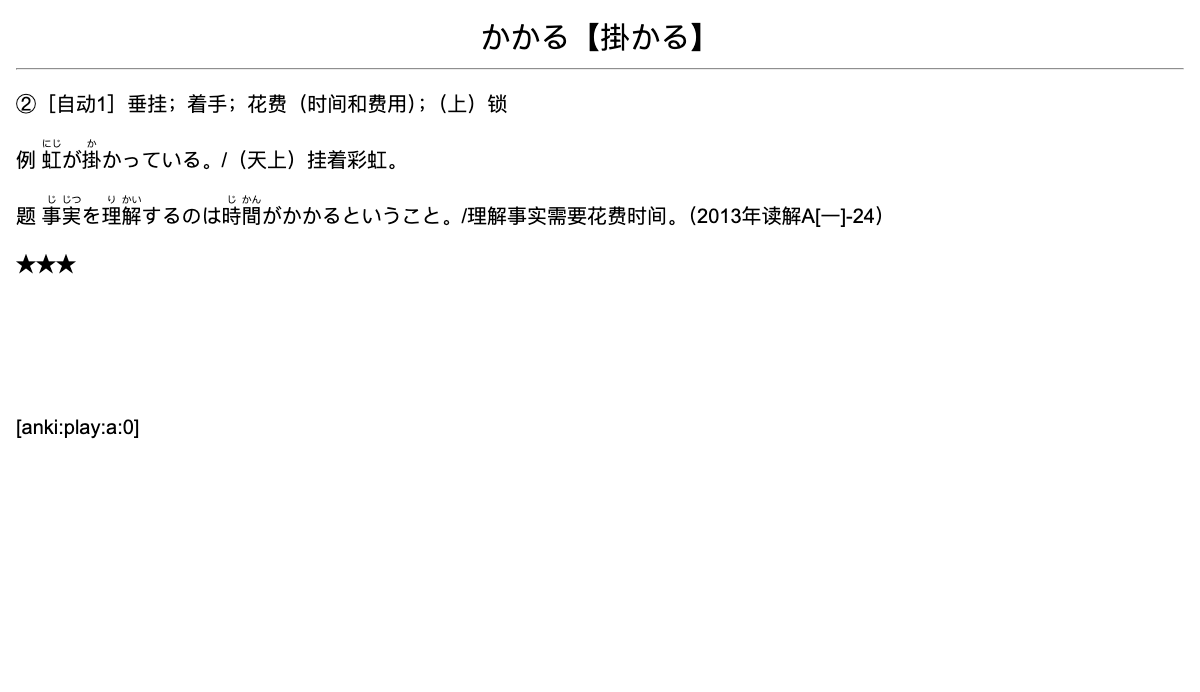 かかる【掛かる】
②［自动1］垂挂；着手；花费（时间和费用）；（上）锁
にじ か
例 虹が掛かっている。/（天上）挂着彩虹。
じ じつ り かい じ かん
题 事実を理解するのは時間がかかるということ。/理解事实需要花费时间。（2013年读解A[一]-24）
★★★
[anki:play:a:0]